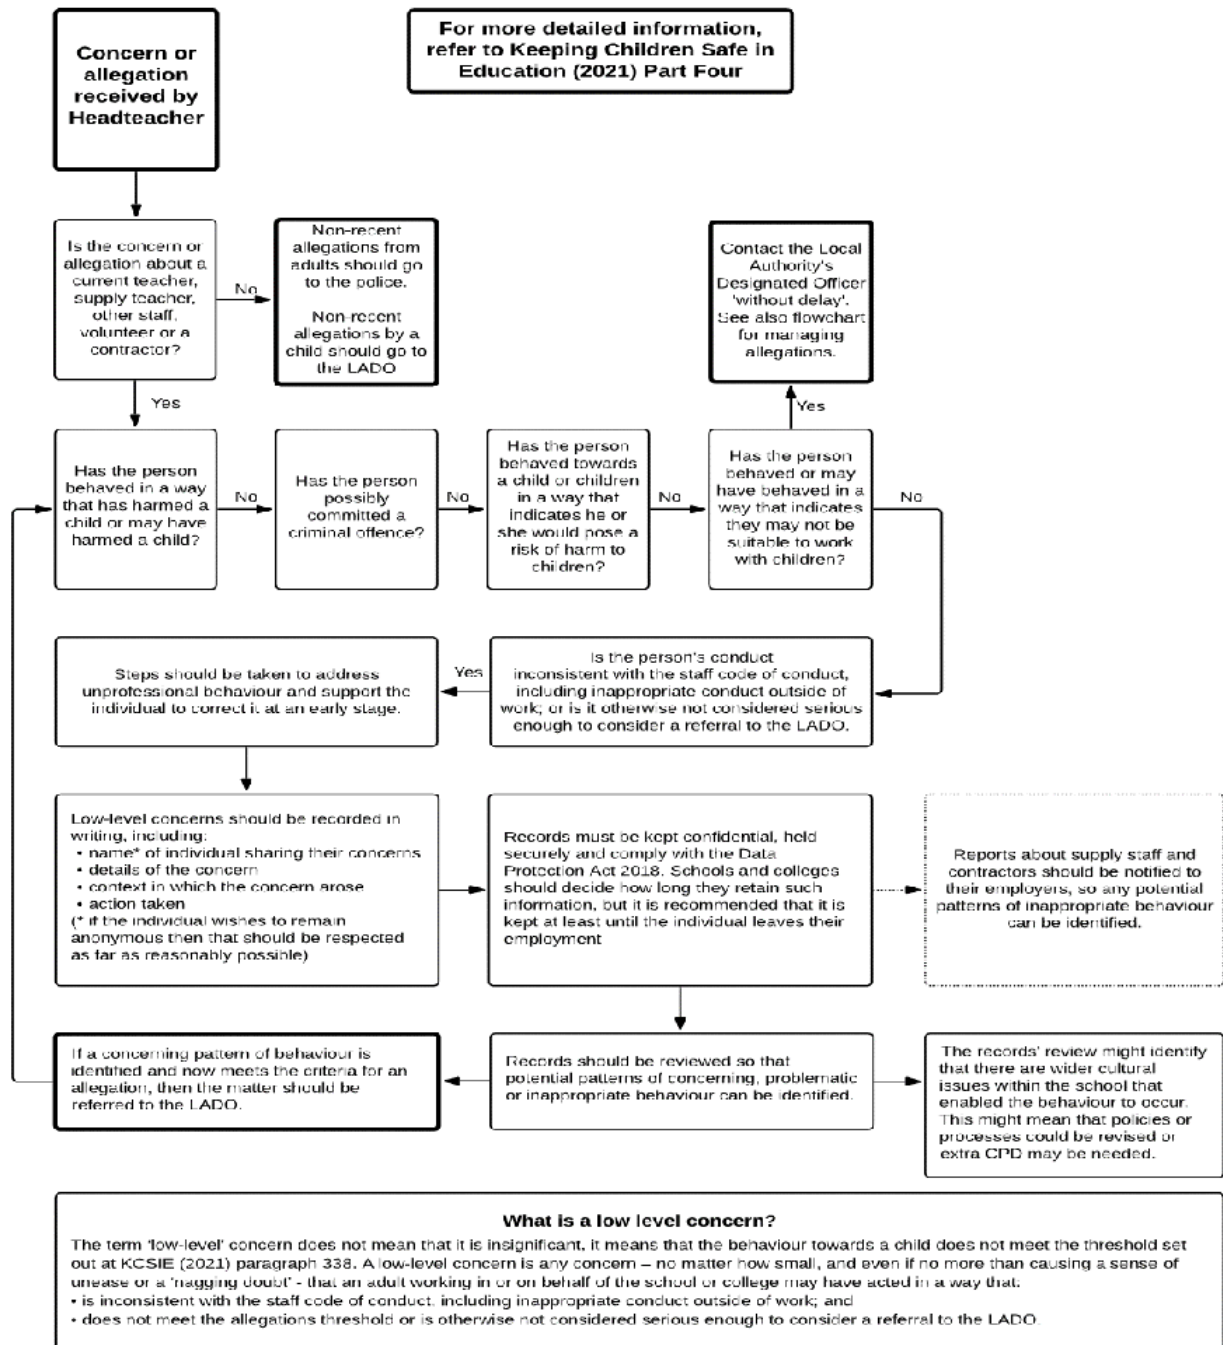 Concern or
allegation
received by
Headteacher
For more detailed information,
refer to Keeping Children Safe in
Education (2021) Part Four
Is the concern or
allegation about a
current teacher,
supply teacher,
other staff,
volunteer or a
contractor?
No
Non-recent
allegations from
adults should go
to the police.
Non-recent
allegations by a
child should go to
the LADO
Contact the Local
Authority's
Designated Officer
'without delay'.
See also flowchart
for managing
allegations.
Yes
Yes
Has the person
behaved in a way
that has harmed a
child or may have
harmed a child?
No
Has the person
possibly
committed a
criminal offence?
No
Has the person
behaved towards
a child or children
in a way that
indicates he or
she would pose a
risk of harm to
children?
No
Has the person
behaved or may
have behaved in a
way that indicates
they may not be
suitable to work
with children?
No
Is the person's conduct
inconsistent with the staff code of conduct,
including inappropriate conduct outside of
work; or is it otherwise not considered serious
enough to consider a referral to the LADO.
Yes
Steps should be taken to address
unprofessional behaviour and support the
individual to correct it at an early stage.
Low-level concerns should be recorded in
writing, including:
• name* of individual sharing their concerns
• details of the concern
• context in which the concern arose
• action taken
(* if the individual wishes to remain
anonymous then that should be respected
as far as reasonably possible)
Records must be kept confidential, held
securely and comply with the Data
Protection Act 2018. Schools and colleges
should decide how long they retain such
information, but it is recommended that it is
kept at least until the individual leaves their
employment
Reports about supply staff and
contractors should be notified to
their employers, so any potential
patterns of inappropriate behaviour
can be identified.
If a concerning pattern of behaviour is
identified and now meets the criteria for an
allegation, then the matter should be
referred to the LADO.
Records should be reviewed so that
potential patterns of concerning, problematic
or inappropriate behaviour can be identified.
The records' review might identify
that there are wider cultural
issues within the school that
enabled the behaviour to occur.
This might mean that policies or
processes could be revised or
extra CPD may be needed.
What is a low level concern?
The term 'low-level' concern does not mean that it is insignificant, it means that the behaviour towards a child does not meet the threshold set
out at KCSIE (2021) paragraph 338. A low-level concern is any concern – no matter how small, and even if no more than causing a sense of
unease or a 'nagging doubt' - that an adult working in or on behalf of the school or college may have acted in a way that:
• is inconsistent with the staff code of conduct, including inappropriate conduct outside of work; and
• does not meet the allegations threshold or is otherwise not considered serious enough to consider a referral to the LADO.